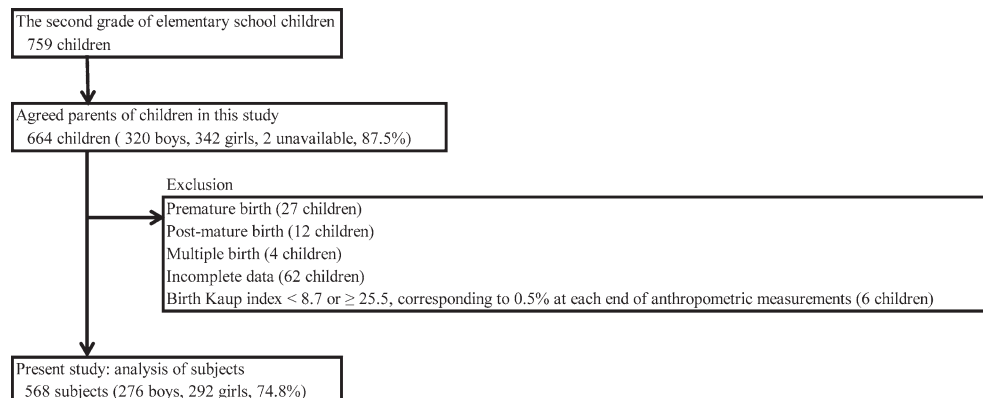 The second grade of elementary school children
759 children
Agreed parents of children in this study
664 children ( 320 boys, 342 girls, 2 unavailable, 87.5%)
Exclusion
Premature birth (27 children)
Post-mature birth (12 children)
Multiple birth (4 children)
Incomplete data (62 children)
Birth Kaup index < 8.7 or ≥ 25.5, corresponding to 0.5% at each end of anthropometric measurements (6 children)
Present study: analysis of subjects
568 subjects (276 boys, 292 girls, 74.8%)